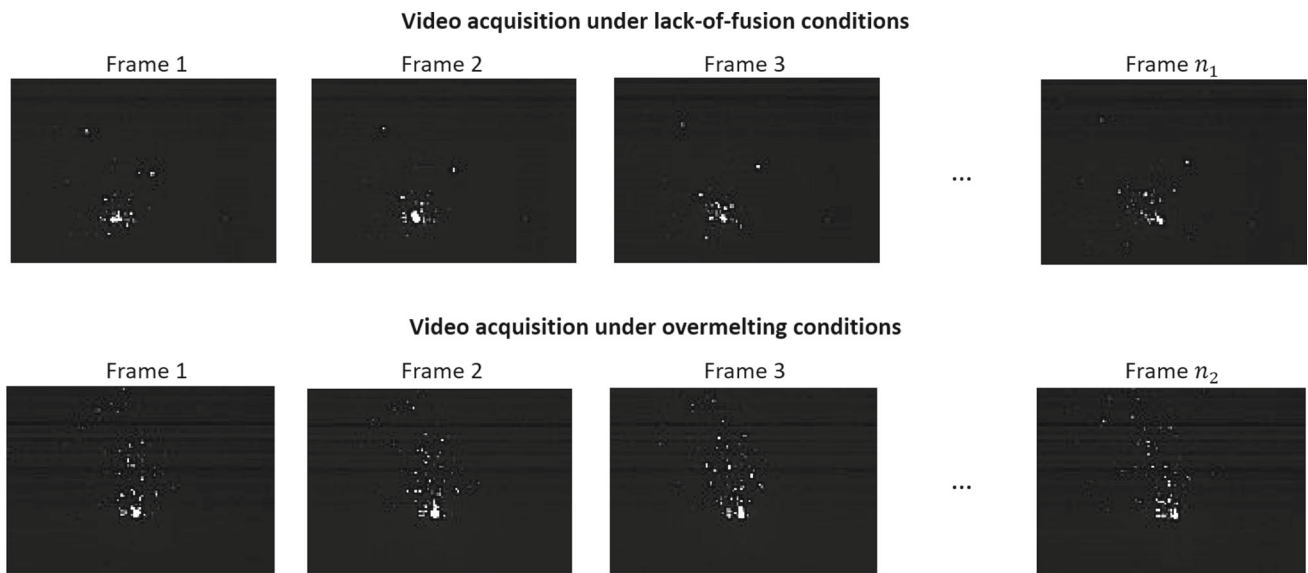 Video acquisition under lack-of-fusion conditions
Frame 1 Frame 2 Frame 3 Frame n₁
...
Video acquisition under overmelting conditions
Frame 1 Frame 2 Frame 3 Frame n₂
...